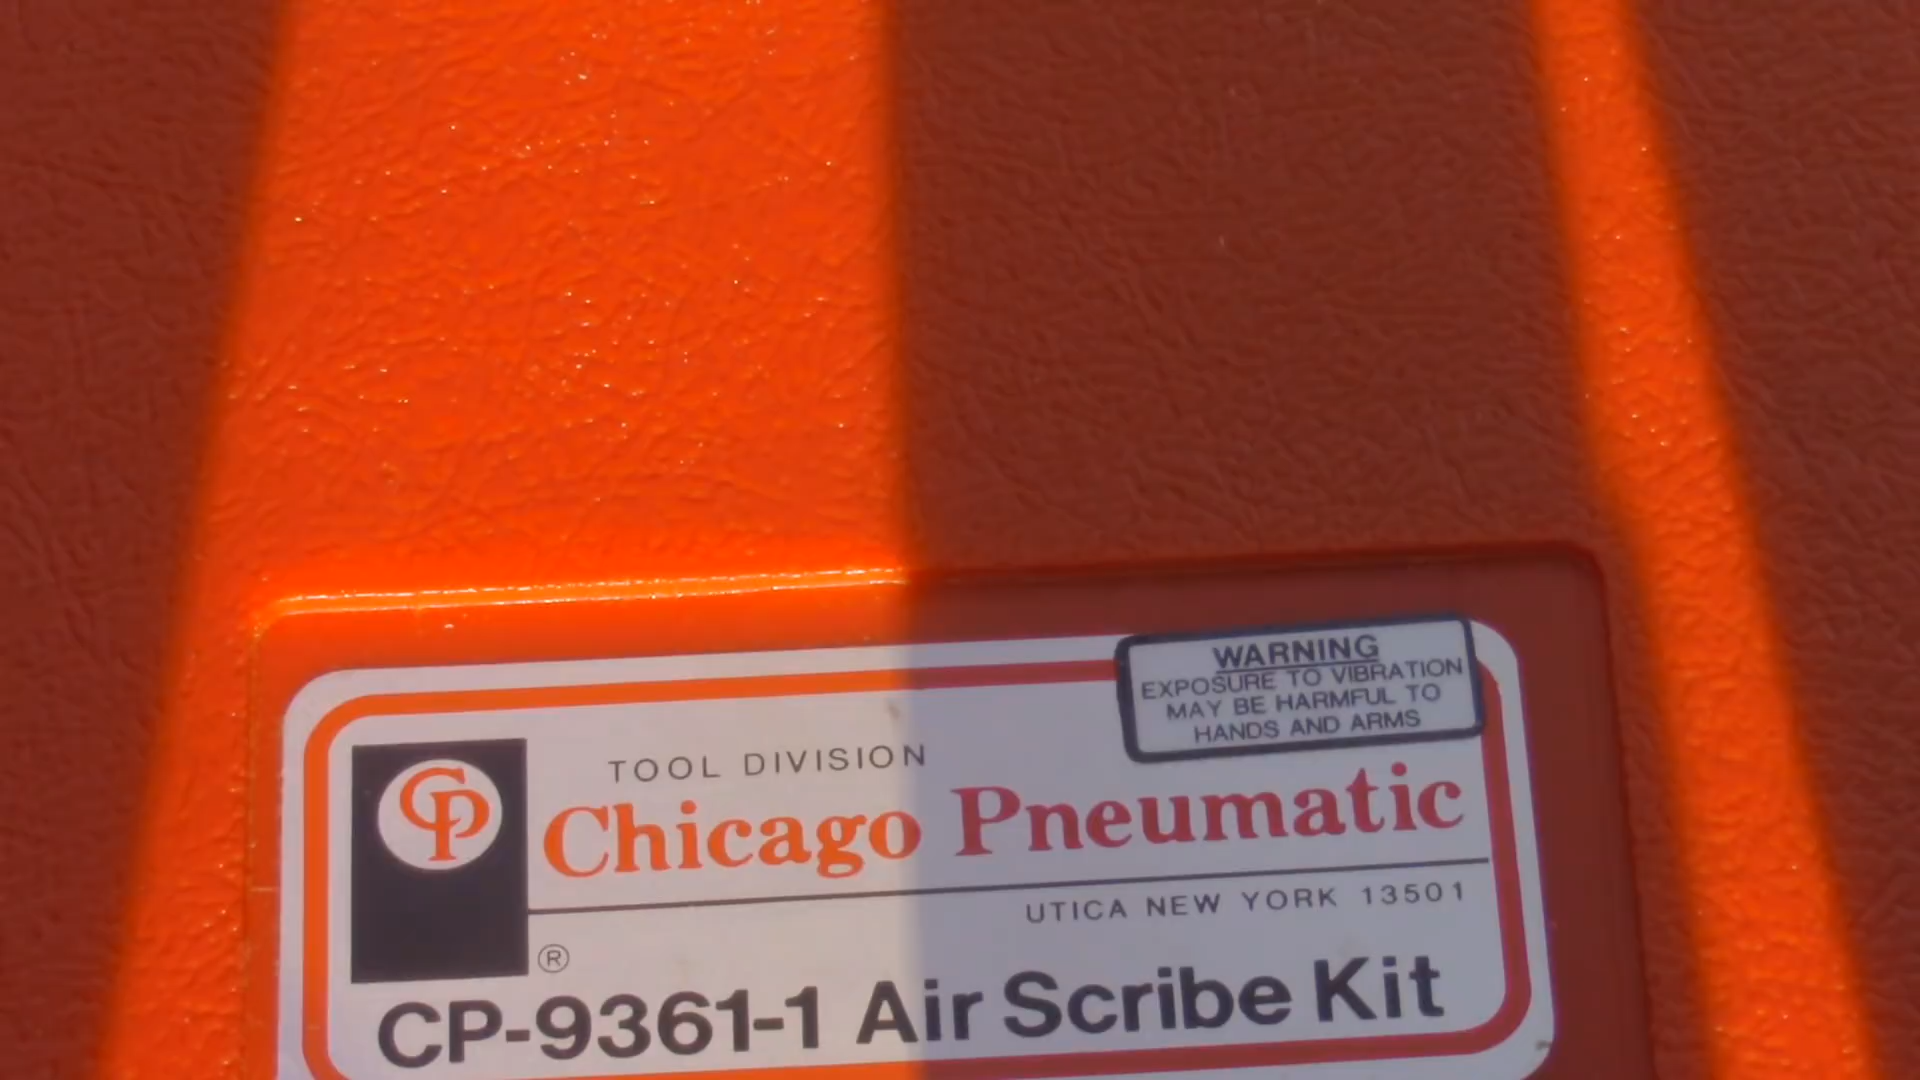 WARNING
EXPOSURE TO VIBRATION
MAY BE HARMFUL TO
HANDS AND ARMS
TOOL DIVISION
CP
Chicago Pneumatic
UTICA NEW YORK 13501
®
CP-9361-1 Air Scribe Kit